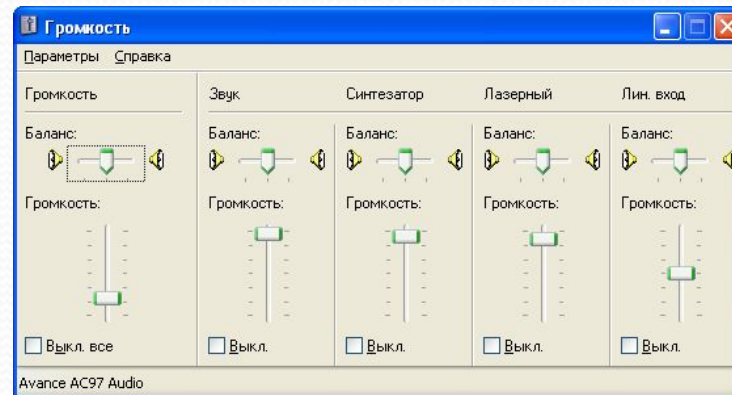 Громкость
Параметры Справка
Громкость Звук Синтезатор Лазерный Лин. вход
Баланс: Баланс: Баланс: Баланс: Баланс:
Громкость: Громкость: Громкость: Громкость: Громкость:
Выкл. все Выкл. Выкл. Выкл. Выкл.
Avance AC97 Audio